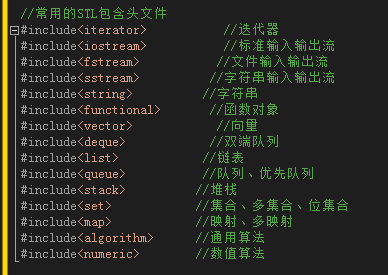 //常用的STL包含头文件
#include<iterator> //迭代器
#include<iostream> //标准输入输出流
#include<fstream> //文件输入输出流
#include<sstream> //字符串输入输出流
#include<string> //字符串
#include<functional> //函数对象
#include<vector> //向量
#include<deque> //双端队列
#include<list> //链表
#include<queue> //队列、优先队列
#include<stack> //堆栈
#include<set> //集合、多集合、位集合
#include<map> //映射、多映射
#include<algorithm> //通用算法
#include<numeric> //数值算法